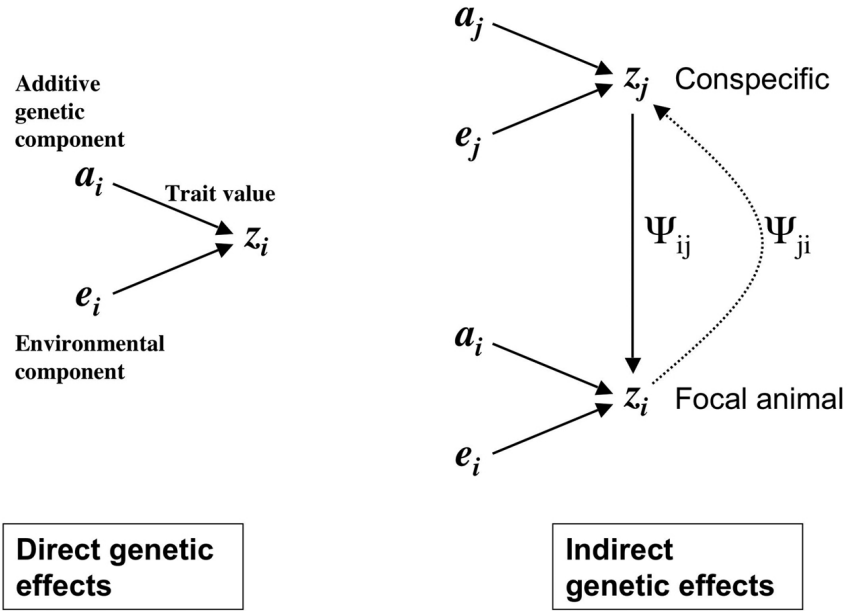 Additive
genetic
component
a_i
Trait value
z_i
e_i
Environmental
component
Direct genetic
effects
a_j
z_j Conspecific
e_j
Ψ_ij Ψ_ji
a_i
z_i Focal animal
e_i
Indirect
genetic effects